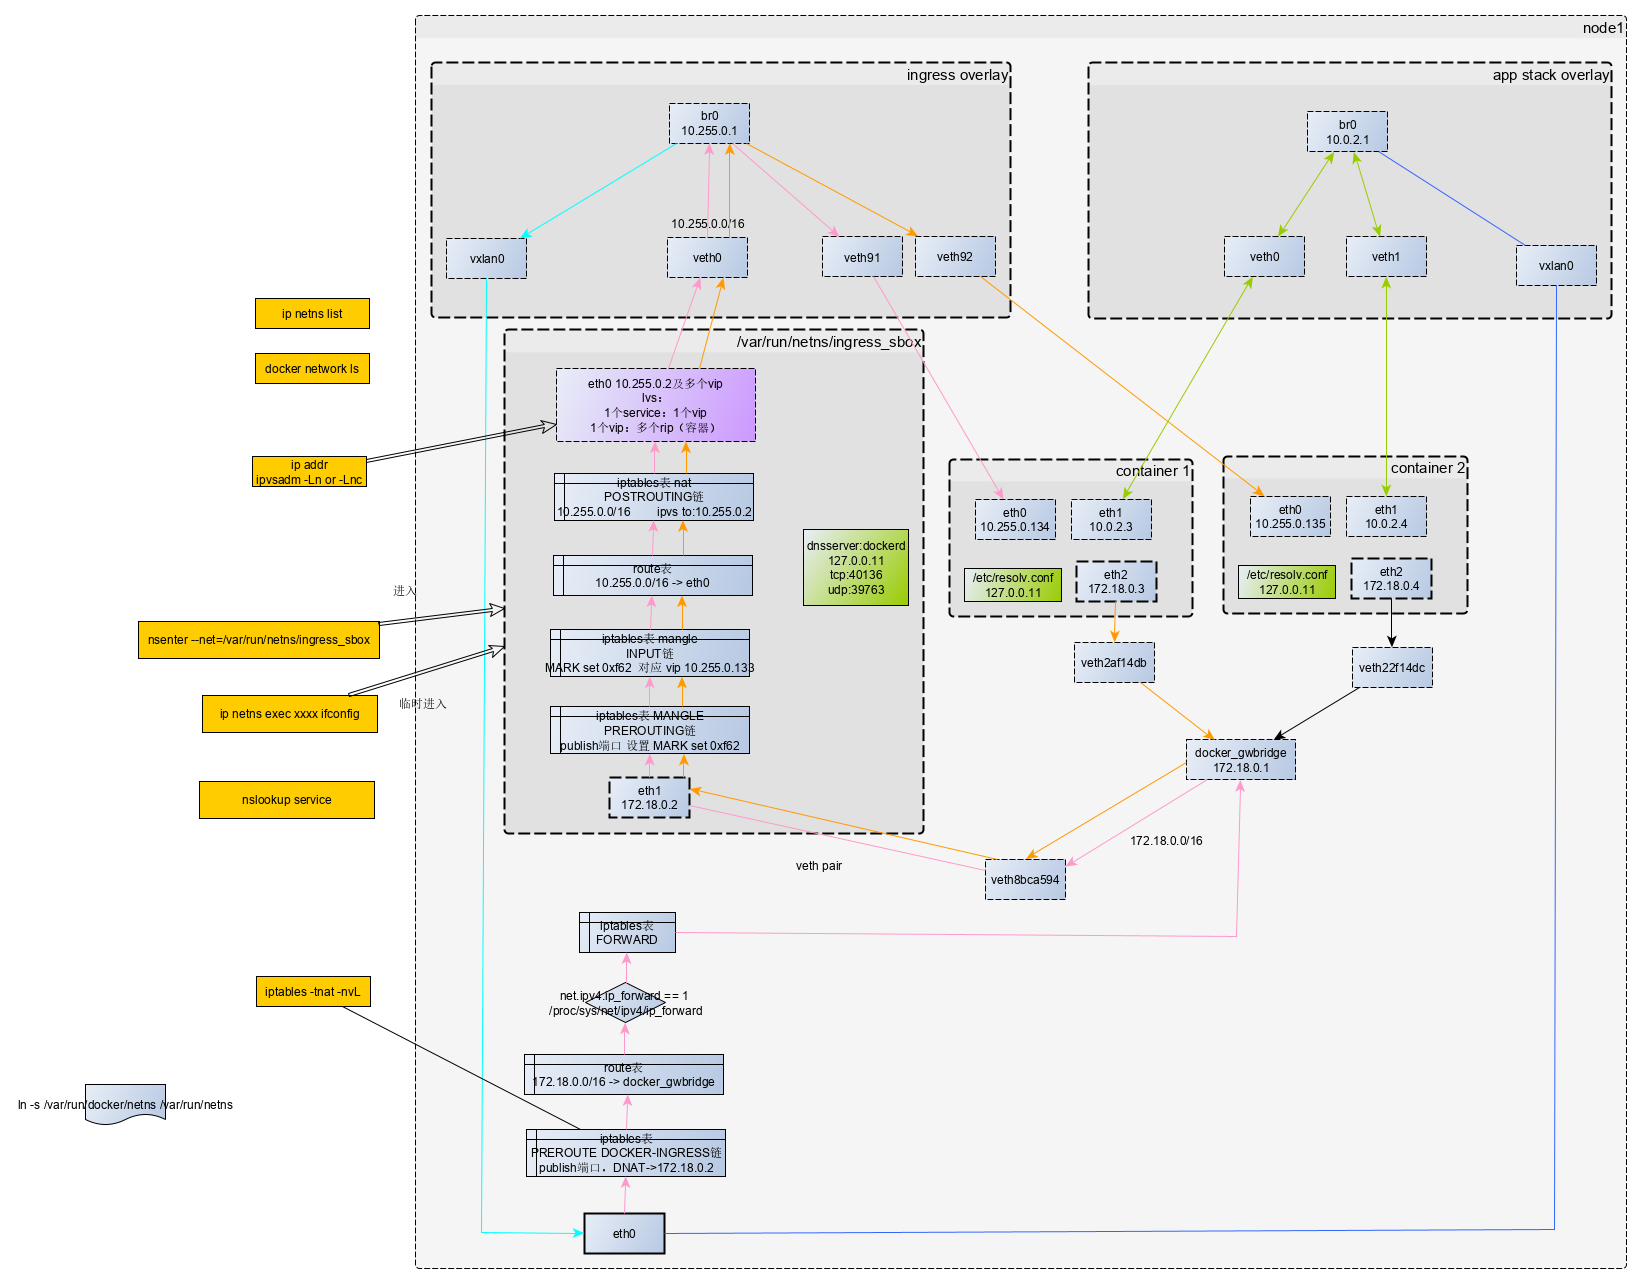 node1
ingress overlay
br0
10.255.0.1
10.255.0.0/16
vxlan0
veth0
veth91
veth92
app stack overlay
br0
10.0.2.1
veth0
veth1
vxlan0
ip netns list
docker network ls
ip addr
ipvsadm -Ln or -Lnc
进入
nsenter --net=/var/run/netns/ingress_sbox
ip netns exec xxxx ifconfig
临时进入
nslookup service
iptables -tnat -nvL
ln -s /var/run/docker/netns /var/run/netns
/var/run/netns/ingress_sbox
eth0 10.255.0.2及多个vip
lvs：
1个service：1个vip
1个vip：多个rip（容器）
iptables表 nat
POSTROUTING链
10.255.0.0/16 ipvs to:10.255.0.2
route表
10.255.0.0/16 -> eth0
iptables表 mangle
INPUT链
MARK set 0xf62 对应 vip 10.255.0.133
iptables表 MANGLE
PREROUTING链
publish端口 设置 MARK set 0xf62
eth1
172.18.0.2
dnsserver:dockerd
127.0.0.11
tcp:40136
udp:39763
container 1
eth0
10.255.0.134
eth1
10.0.2.3
/etc/resolv.conf
127.0.0.11
eth2
172.18.0.3
container 2
eth0
10.255.0.135
eth1
10.0.2.4
/etc/resolv.conf
127.0.0.11
eth2
172.18.0.4
veth2af14db
veth22f14dc
docker_gwbridge
172.18.0.1
172.18.0.0/16
veth pair
veth8bca594
iptables表
FORWARD
net.ipv4.ip_forward == 1
/proc/sys/net/ipv4/ip_forward
route表
172.18.0.0/16 -> docker_gwbridge
iptables表
PREROUTE DOCKER-INGRESS链
publish端口，DNAT->172.18.0.2
eth0